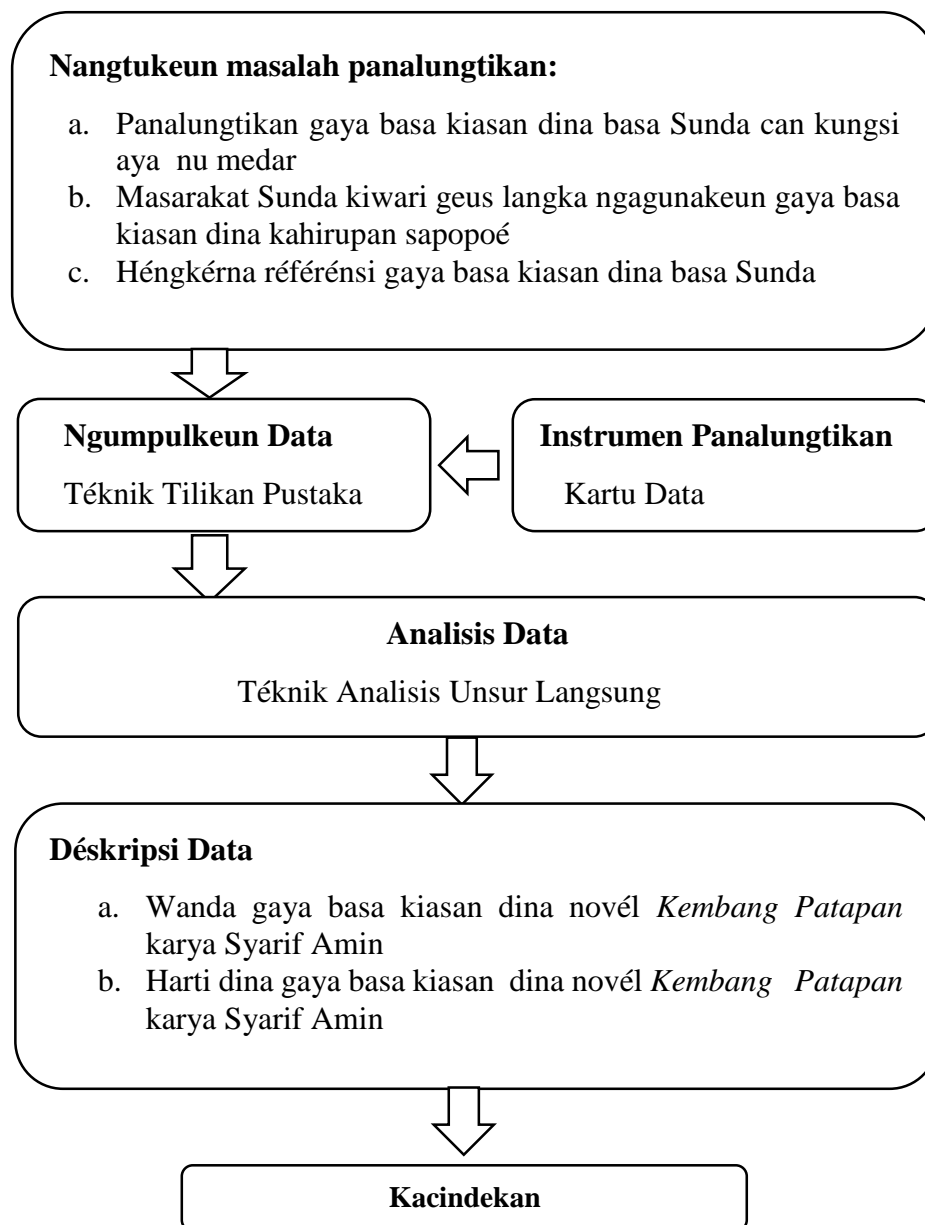 Nangtukeun masalah panalungtikan:
a. Panalungtikan gaya basa kiasan dina basa Sunda can kungsi
aya nu medar
b. Masarakat Sunda kiwari geus langka ngagunakeun gaya basa
kiasan dina kahirupan sapopoé
c. Héngkérna référénsi gaya basa kiasan dina basa Sunda
Ngumpulkeun Data
Téknik Tilikan Pustaka
Instrumen Panalungtikan
Kartu Data
Analisis Data
Téknik Analisis Unsur Langsung
Déskripsi Data
a. Wanda gaya basa kiasan dina novél Kembang Patapan
karya Syarif Amin
b. Harti dina gaya basa kiasan dina novél Kembang Patapan
karya Syarif Amin
Kacindekan